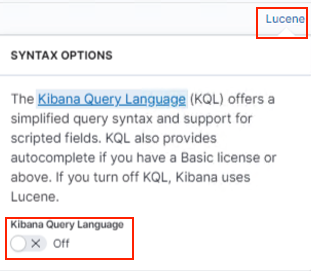 Lucene
SYNTAX OPTIONS
The Kibana Query Language (KQL) offers a
simplified query syntax and support for
scripted fields. KQL also provides
autocomplete if you have a Basic license or
above. If you turn off KQL, Kibana uses
Lucene.
Kibana Query Language
Off